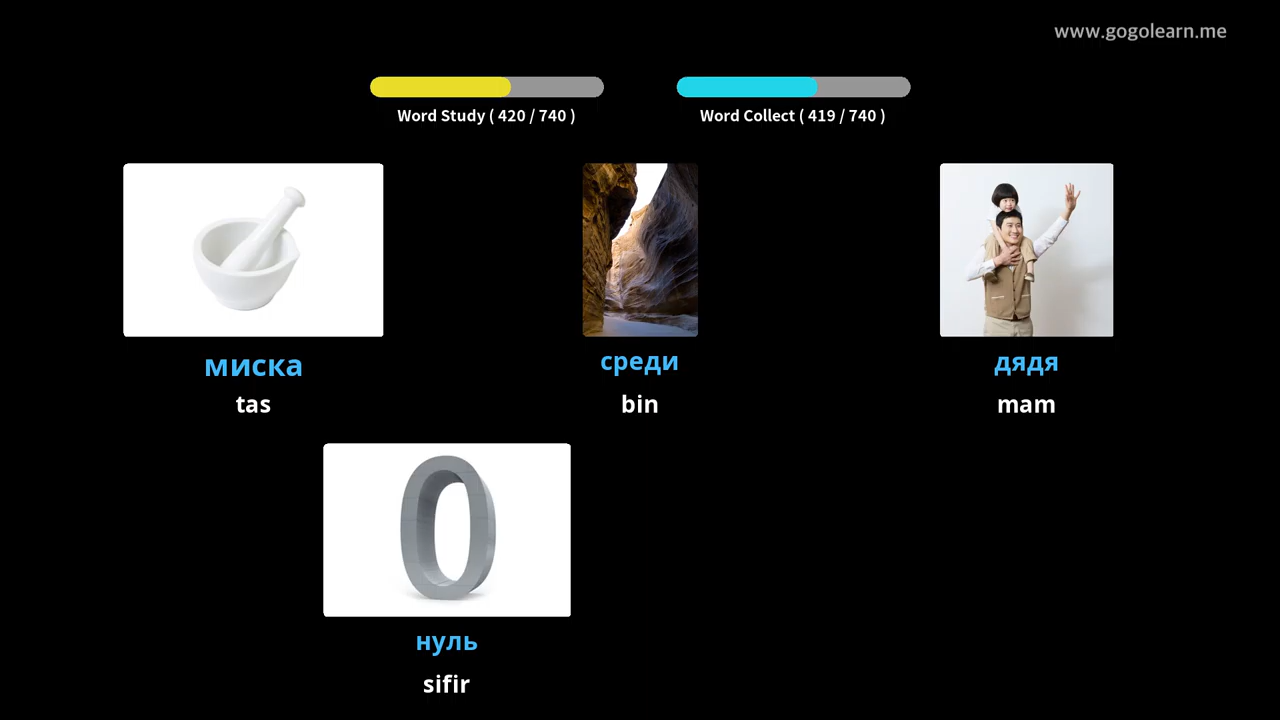 www.gogolearn.me
Word Study ( 420 / 740 )
Word Collect ( 419 / 740 )
миска
среди
дядя
tas
bin
mam
0
нуль
sifir